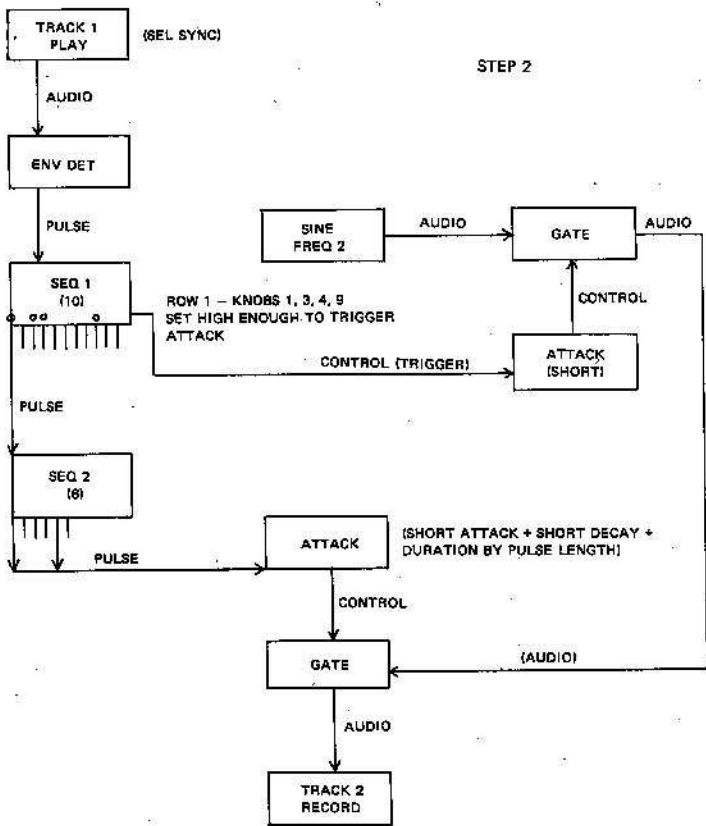 TRACK 1
PLAY
(SEL SYNC)
STEP 2
AUDIO
ENV DET
PULSE
SINE
FREQ 2
AUDIO
GATE
AUDIO
SEQ 1
(10)
ROW 1 – KNOBS 1, 3, 4, 9
SET HIGH ENOUGH TO TRIGGER
ATTACK
CONTROL
CONTROL (TRIGGER)
ATTACK
(SHORT)
PULSE
SEQ 2
(6)
PULSE
ATTACK
(SHORT ATTACK + SHORT DECAY +
DURATION BY PULSE LENGTH)
CONTROL
GATE
(AUDIO)
AUDIO
TRACK 2
RECORD